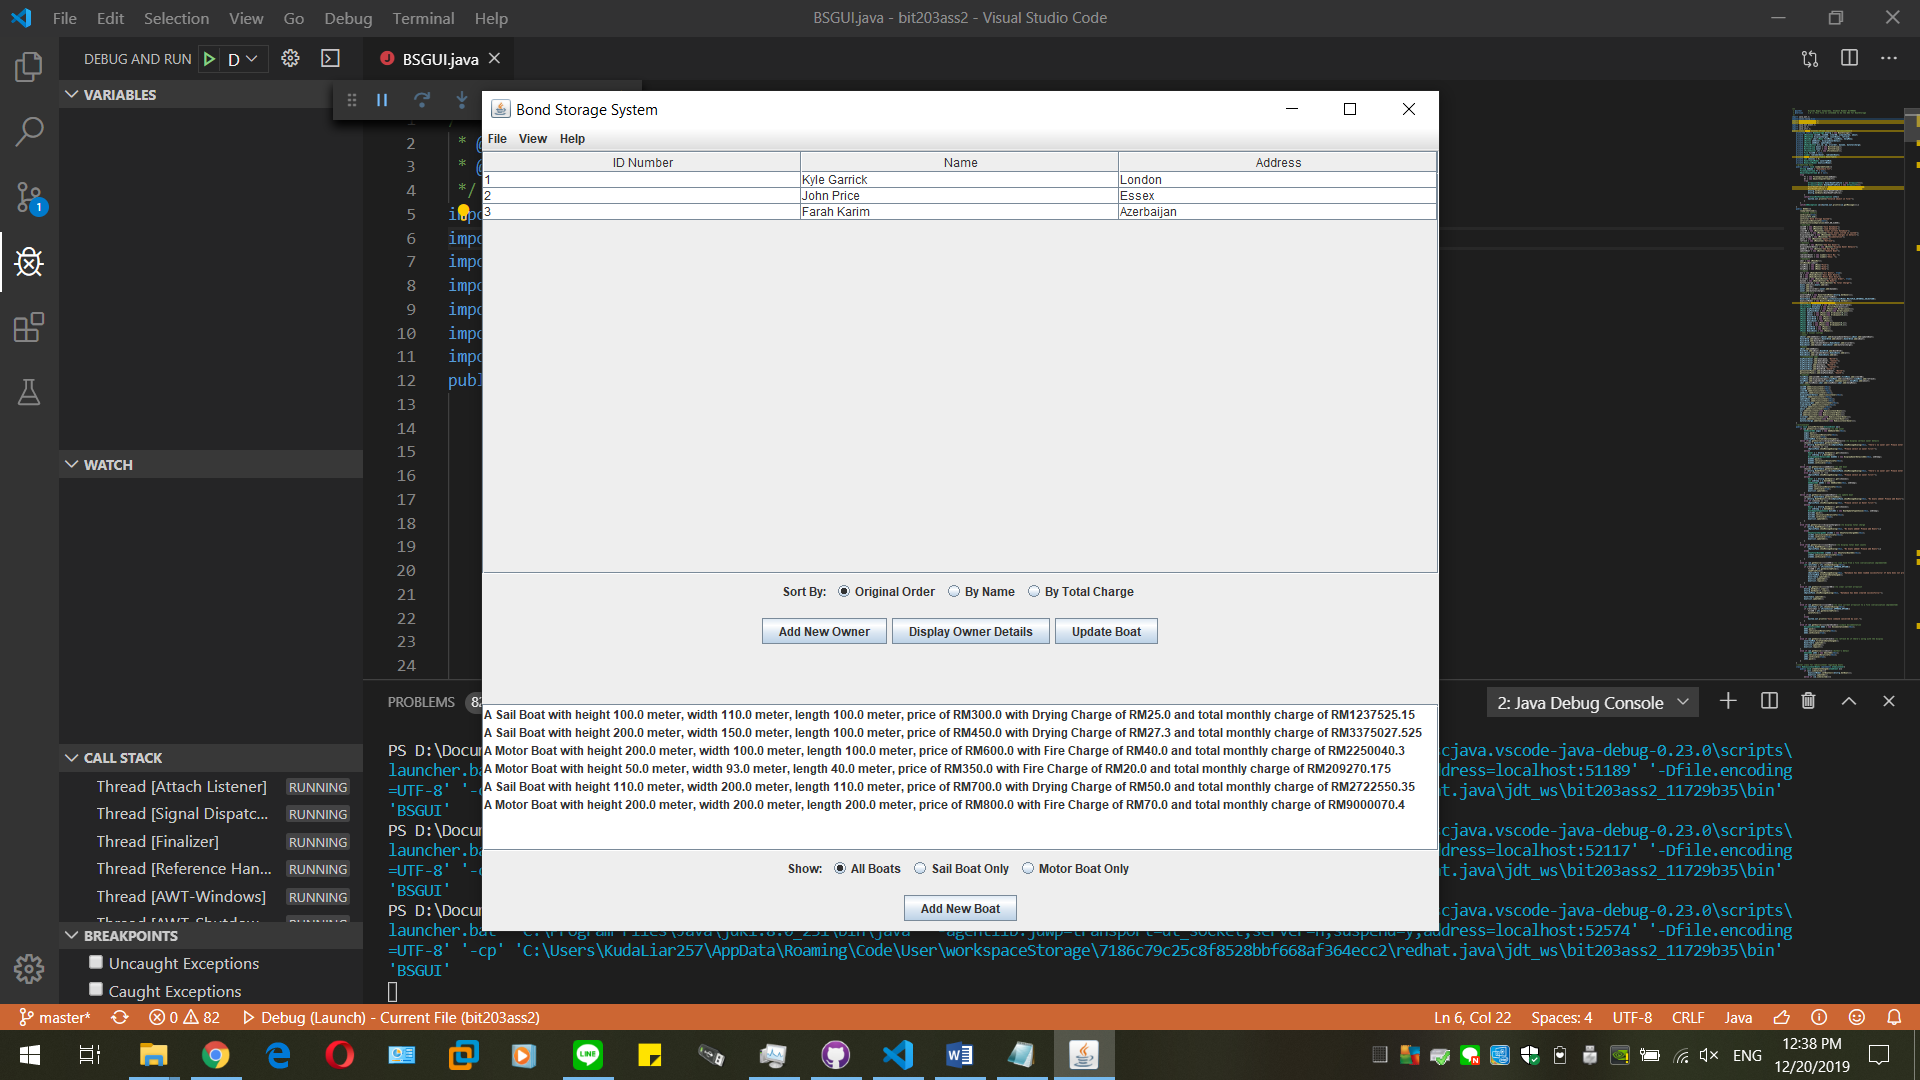 File Edit Selection View Go Debug Terminal Help
BSGUI.java - bit203ass2 - Visual Studio Code
DEBUG AND RUN D
BSGUI.java
VARIABLES
WATCH
CALL STACK
Thread [Attach Listener] RUNNING
Thread [Signal Dispatc... RUNNING
Thread [Finalizer] RUNNING
Thread [Reference Han... RUNNING
Thread [AWT-Windows] RUNNING
BREAKPOINTS
Uncaught Exceptions
Caught Exceptions
1
2 * @
3 * @
4 */
5 impo
6 impo
7 impo
8 impo
9 impo
10 impo
11 impo
12 publ
13
14
15
16
17
18
19
20
21
22
23
24
Bond Storage System
File View Help
ID Number Name Address
1 Kyle Garrick London
2 John Price Essex
3 Farah Karim Azerbaijan
Sort By: Original Order By Name By Total Charge
Add New Owner Display Owner Details Update Boat
A Sail Boat with height 100.0 meter, width 110.0 meter, length 100.0 meter, price of RM300.0 with Drying Charge of RM25.0 and total monthly charge of RM1237525.15
A Sail Boat with height 200.0 meter, width 150.0 meter, length 100.0 meter, price of RM450.0 with Drying Charge of RM27.3 and total monthly charge of RM3375027.525
A Motor Boat with height 200.0 meter, width 100.0 meter, length 100.0 meter, price of RM600.0 with Fire Charge of RM40.0 and total monthly charge of RM2250040.3
A Motor Boat with height 50.0 meter, width 93.0 meter, length 40.0 meter, price of RM350.0 with Fire Charge of RM20.0 and total monthly charge of RM209270.175
A Sail Boat with height 110.0 meter, width 200.0 meter, length 110.0 meter, price of RM700.0 with Drying Charge of RM50.0 and total monthly charge of RM2722550.35
A Motor Boat with height 200.0 meter, width 200.0 meter, length 200.0 meter, price of RM800.0 with Fire Charge of RM70.0 and total monthly charge of RM9000070.4
Show: All Boats Sail Boat Only Motor Boat Only
Add New Boat
PROBLEMS 82
2: Java Debug Console
PS D:\Docu cjava.vscode-java-debug-0.23.0\scripts\
launcher.ba dress=localhost:51189' '-Dfile.encoding
=UTF-8' '-c t.java\jdt_ws\bit203ass2_11729b35\bin'
'BSGUI'
PS D:\Docu cjava.vscode-java-debug-0.23.0\scripts\
launcher.ba dress=localhost:52117' '-Dfile.encoding
=UTF-8' '-c t.java\jdt_ws\bit203ass2_11729b35\bin'
'BSGUI'
PS D:\Docu cjava.vscode-java-debug-0.23.0\scripts\
launcher.bat address=localhost:52574' '-Dfile.encoding
=UTF-8' '-cp' 'C:\Users\KudaLiar257\AppData\Roaming\Code\User\workspaceStorage\7186c79c25c8f8528bbf668af364ecc2\redhat.java\jdt_ws\bit203ass2_11729b35\bin'
'BSGUI'
master* 0 82 Debug (Launch) - Current File (bit203ass2)
Ln 6, Col 22 Spaces: 4 UTF-8 CRLF Java
ENG
12:38 PM
12/20/2019